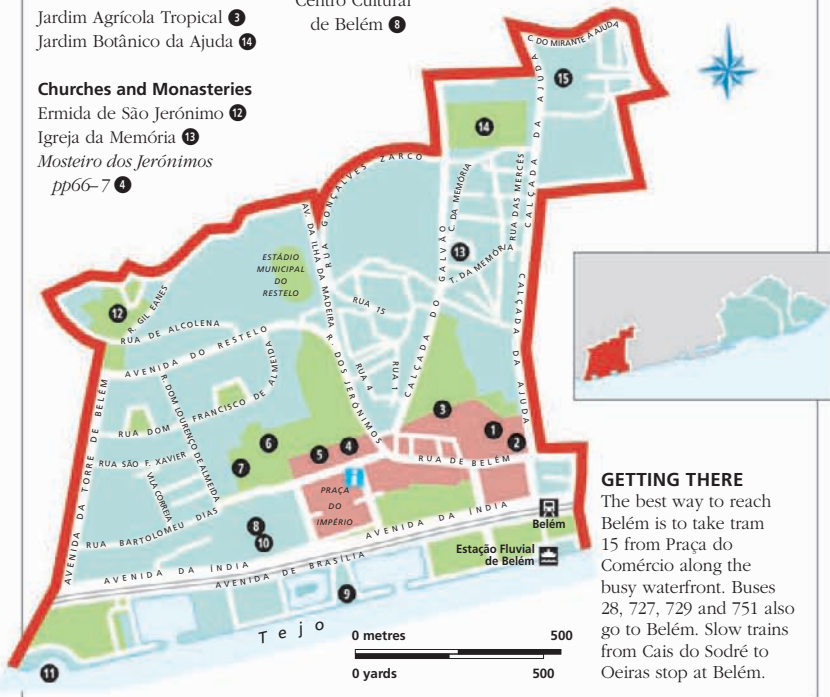 Jardim Agrícola Tropical 3
Jardim Botânico da Ajuda 14
Churches and Monasteries
Ermida de São Jerónimo 12
Igreja da Memória 13
Mosteiro dos Jerónimos
pp66–7 4
Centro Cultural
de Belém 8
C DO MIRANTE À AJUDA
15
14
CALÇADA DA AJUDA
RUA GONÇALVES ZARCO
C. DA MEMÓRIA
RUA DAS MERCÊS
13
T. DA MEMÓRIA
AV. DA ILHA DA MADEIRA
ESTÁDIO
MUNICIPAL
DO
RESTELO
12
R. GIL EANES
RUA DE ALCOLENA
AVENIDA DO RESTELO
RUA 15
RUA 4
RUA 1
CALÇADA DO GALVÃO
CALÇADA DA AJUDA
R. DOS JERÓNIMOS
AVENIDA DA TORRE DE BELÉM
R. DOM LOURENÇO DE ALMEIDA
RUA DOM FRANCISCO DE ALMEIDA
3
1
2
6
5
4
7
RUA SÃO F. XAVIER
VILA CORREIA
RUA DE BELÉM
i
PRAÇA
DO
IMPÉRIO
RUA BARTOLOMEU DIAS
8
10
AVENIDA DA ÍNDIA
Belém
Estação Fluvial
de Belém
AVENIDA DA ÍNDIA
AVENIDA DE BRASÍLIA
9
Tejo
11
0 metres 500
0 yards 500
GETTING THERE
The best way to reach
Belém is to take tram
15 from Praça do
Comércio along the
busy waterfront. Buses
28, 727, 729 and 751 also
go to Belém. Slow trains
from Cais do Sodré to
Oeiras stop at Belém.